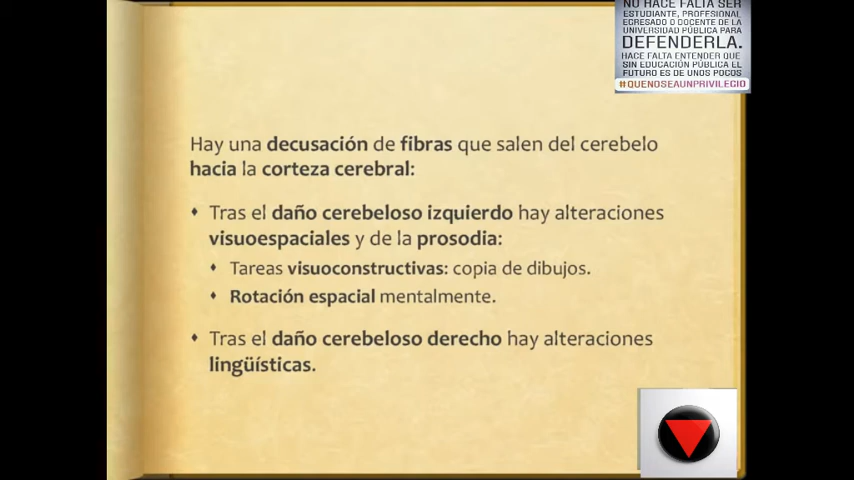 NO HACE FALTA SER
ESTUDIANTE, PROFESIONAL
EGRESADO O DOCENTE DE LA
UNIVERSIDAD PÚBLICA PARA
DEFENDERLA.
HACE FALTA ENTENDER QUE
SIN EDUCACIÓN PÚBLICA EL
FUTURO ES DE UNOS POCOS
#QUENOSEAUNPRIVILEGIO
Hay una decusación de fibras que salen del cerebelo
hacia la corteza cerebral:
Tras el daño cerebeloso izquierdo hay alteraciones
visuoespaciales y de la prosodia:
Tareas visuoconstructivas: copia de dibujos.
Rotación espacial mentalmente.
Tras el daño cerebeloso derecho hay alteraciones
lingüísticas.